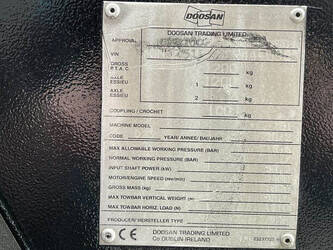 DOOSAN
DOOSAN TRADING LIMITED
APPROVAL
VIN
GROSS
P.T.A.C. kg
AXLE
ESSIEU 1 kg
AXLE
ESSIEU 2 kg
COUPLING / CROCHET kg
MACHINE MODEL
CODE YEAR/ ANNEE/ BAUJAHR
MAX ALLOWABLE WORKING PRESSURE (BAR)
NORMAL WORKING PRESSURE (BAR)
INPUT SHAFT POWER (kW)
MOTOR/ENGINE SPEED (rev/min)
GROSS MASS (kg)
MAX TOWBAR VERTICAL WEIGHT (N)
MAX TOWBAR HORIZ. LOAD (N)
PRODUCER/ HERSTELLER TYPE
CE
DOOSAN TRADING LIMITED
Co DUBLIN IRELAND